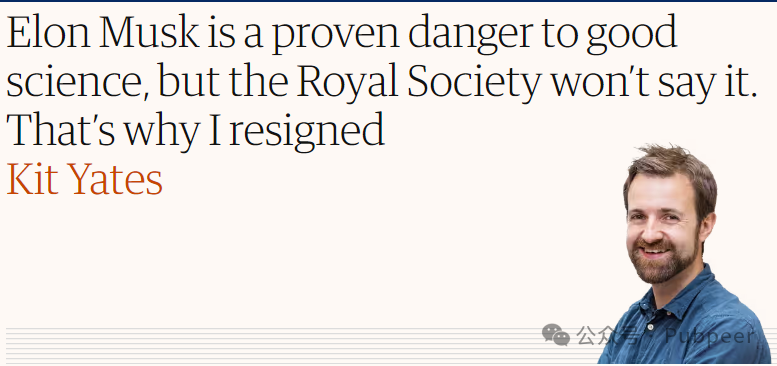 Elon Musk is a proven danger to good
science, but the Royal Society won’t say it.
That’s why I resigned
Kit Yates
公众号 · Pubpeer